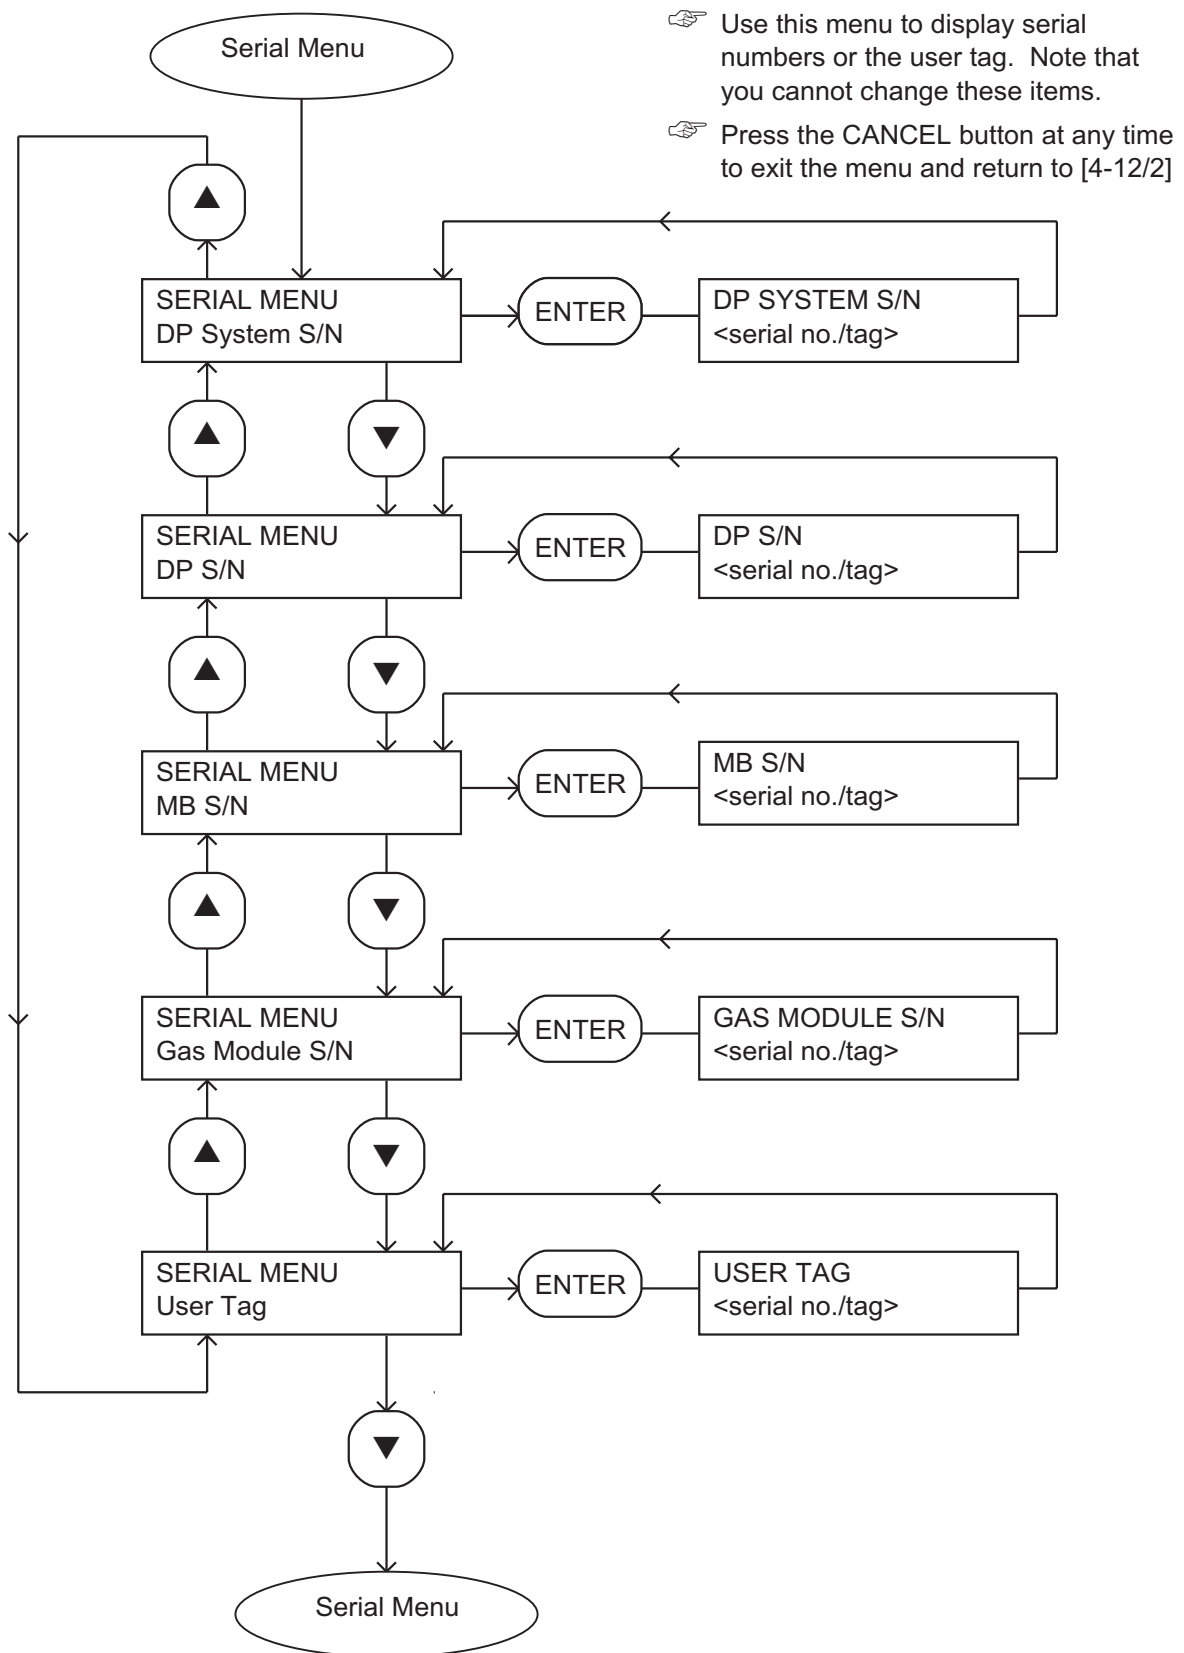 Serial Menu
☞ Use this menu to display serial
numbers or the user tag.  Note that
you cannot change these items.
☞ Press the CANCEL button at any time
to exit the menu and return to [4-12/2]
▲
SERIAL MENU
DP System S/N
ENTER
DP SYSTEM S/N
<serial no./tag>
▲
▼
SERIAL MENU
DP S/N
ENTER
DP S/N
<serial no./tag>
▲
▼
SERIAL MENU
MB S/N
ENTER
MB S/N
<serial no./tag>
▲
▼
SERIAL MENU
Gas Module S/N
ENTER
GAS MODULE S/N
<serial no./tag>
▲
▼
SERIAL MENU
User Tag
ENTER
USER TAG
<serial no./tag>
▼
Serial Menu